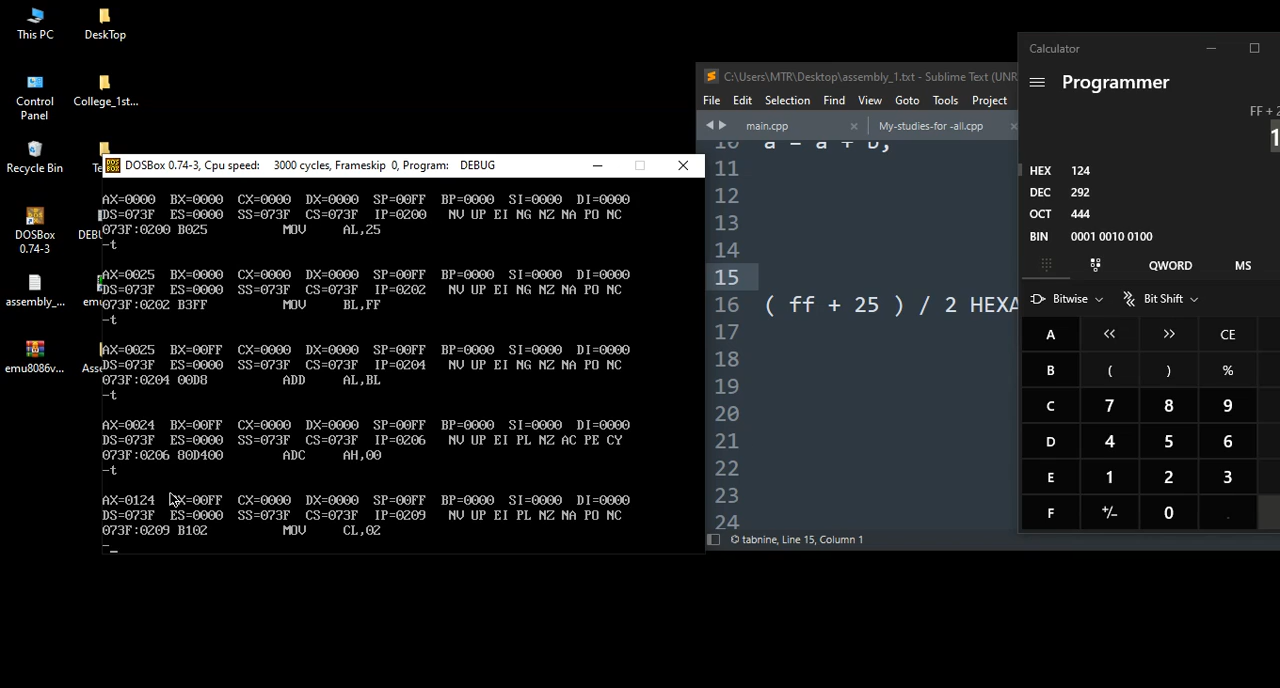 This PC
DeskTop
Control
Panel
College_1st...
Recycle Bin
DOSBox
0.74-3
assembly_...
emu8086v...
DOSBox 0.74-3, Cpu speed: 3000 cycles, Frameskip 0, Program: DEBUG
AX=0000 BX=0000 CX=0000 DX=0000 SP=00FF BP=0000 SI=0000 DI=0000
DS=073F ES=0000 SS=073F CS=073F IP=0200 NV UP EI NG NZ NA PO NC
073F:0200 B025 MOV AL,25
-t
AX=0025 BX=0000 CX=0000 DX=0000 SP=00FF BP=0000 SI=0000 DI=0000
DS=073F ES=0000 SS=073F CS=073F IP=0202 NV UP EI NG NZ NA PO NC
073F:0202 B3FF MOV BL,FF
-t
AX=0025 BX=00FF CX=0000 DX=0000 SP=00FF BP=0000 SI=0000 DI=0000
DS=073F ES=0000 SS=073F CS=073F IP=0204 NV UP EI NG NZ NA PO NC
073F:0204 00D8 ADD AL,BL
-t
AX=0024 BX=00FF CX=0000 DX=0000 SP=00FF BP=0000 SI=0000 DI=0000
DS=073F ES=0000 SS=073F CS=073F IP=0206 NV UP EI PL NZ AC PE CY
073F:0206 80D400 ADC AH,00
-t
AX=0124 BX=00FF CX=0000 DX=0000 SP=00FF BP=0000 SI=0000 DI=0000
DS=073F ES=0000 SS=073F CS=073F IP=0209 NV UP EI PL NZ NA PO NC
073F:0209 B102 MOV CL,02
-_
C:\Users\MTR\Desktop\assembly_1.txt - Sublime Text (UNR
File Edit Selection Find View Goto Tools Project
main.cpp
My-studies-for -all.cpp
10 a = a + b;
11
12
13
14
15
16 ( ff + 25 ) / 2 HEXA
17
18
19
20
21
22
23
24
tabnine, Line 15, Column 1
Calculator
Programmer
FF + 2
1
HEX 124
DEC 292
OCT 444
BIN 0001 0010 0100
QWORD MS
Bitwise Bit Shift
A << >> CE
B ( ) %
C 7 8 9
D 4 5 6
E 1 2 3
F +/- 0 .